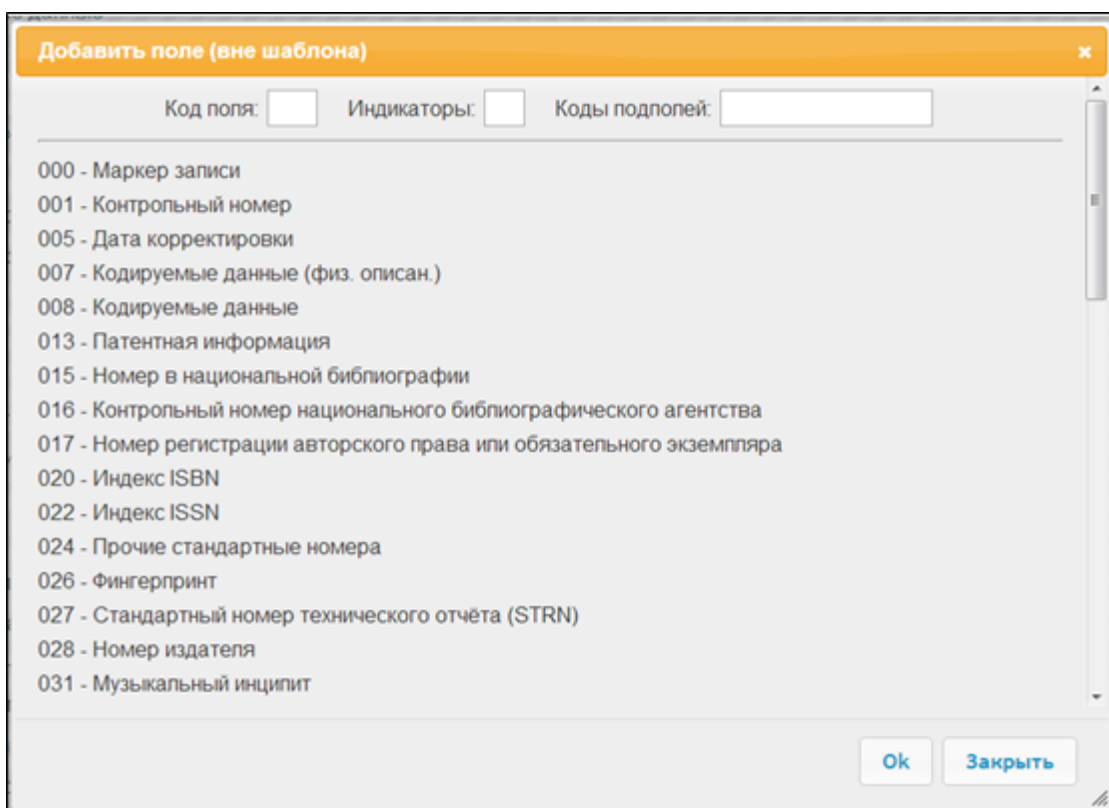 Добавить поле (вне шаблона)
Код поля: Индикаторы: Коды подполей:
000 - Маркер записи
001 - Контрольный номер
005 - Дата корректировки
007 - Кодируемые данные (физ. описан.)
008 - Кодируемые данные
013 - Патентная информация
015 - Номер в национальной библиографии
016 - Контрольный номер национального библиографического агентства
017 - Номер регистрации авторского права или обязательного экземпляра
020 - Индекс ISBN
022 - Индекс ISSN
024 - Прочие стандартные номера
026 - Фингерпринт
027 - Стандартный номер технического отчёта (STRN)
028 - Номер издателя
031 - Музыкальный инципит
Ok Закрыть